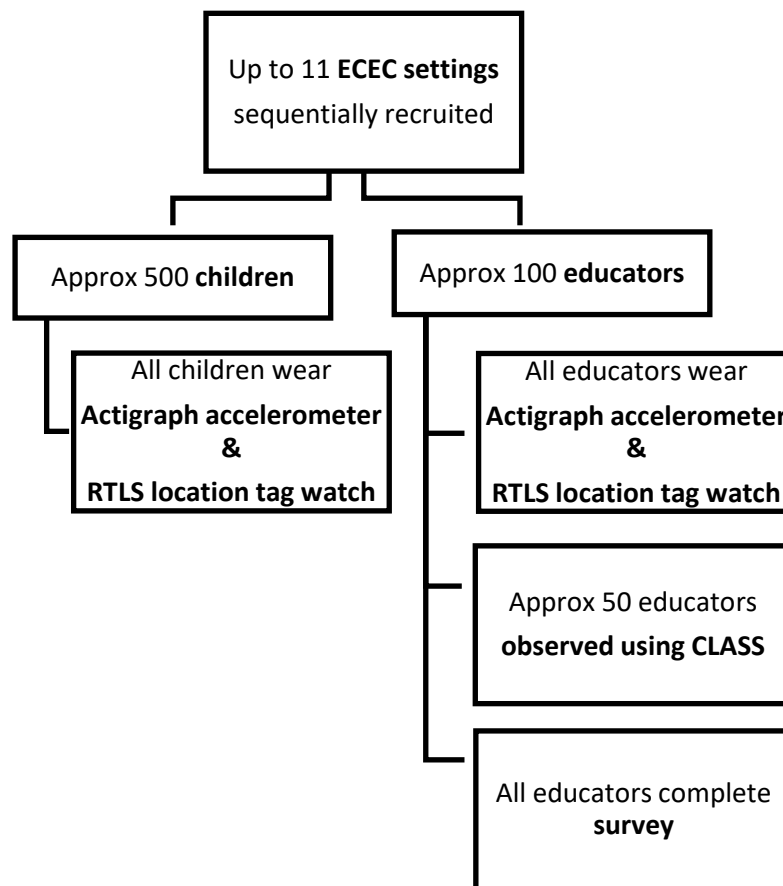 Up to 11 ECEC settings
sequentially recruited
Approx 500 children
All children wear
Actigraph accelerometer
&
RTLS location tag watch
Approx 100 educators
All educators wear
Actigraph accelerometer
&
RTLS location tag watch
Approx 50 educators
observed using CLASS
All educators complete
survey